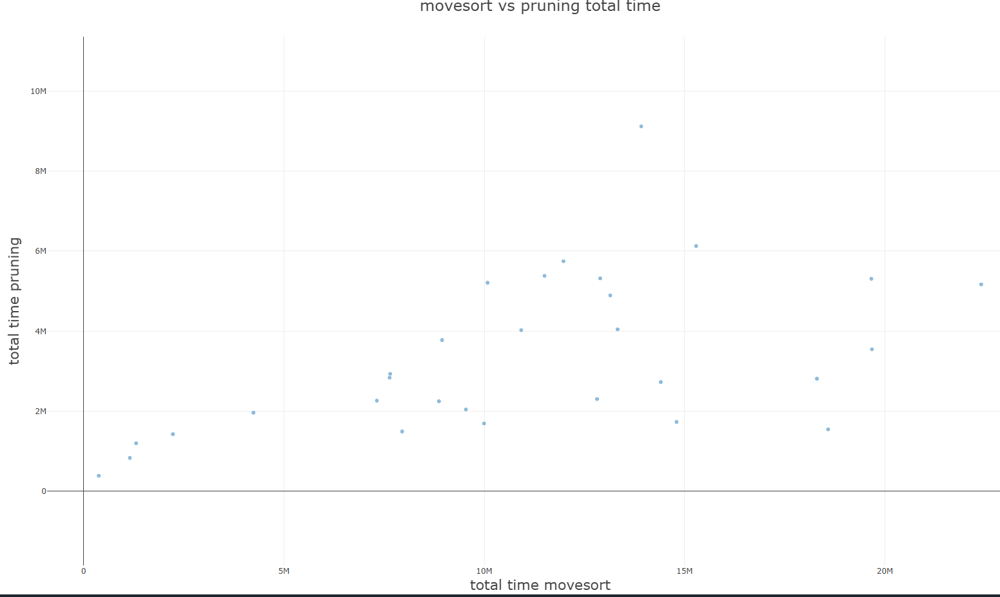 movesort vs pruning total time
10M
8M
6M
4M
2M
0
total time pruning
0
5M
10M
15M
20M
total time movesort